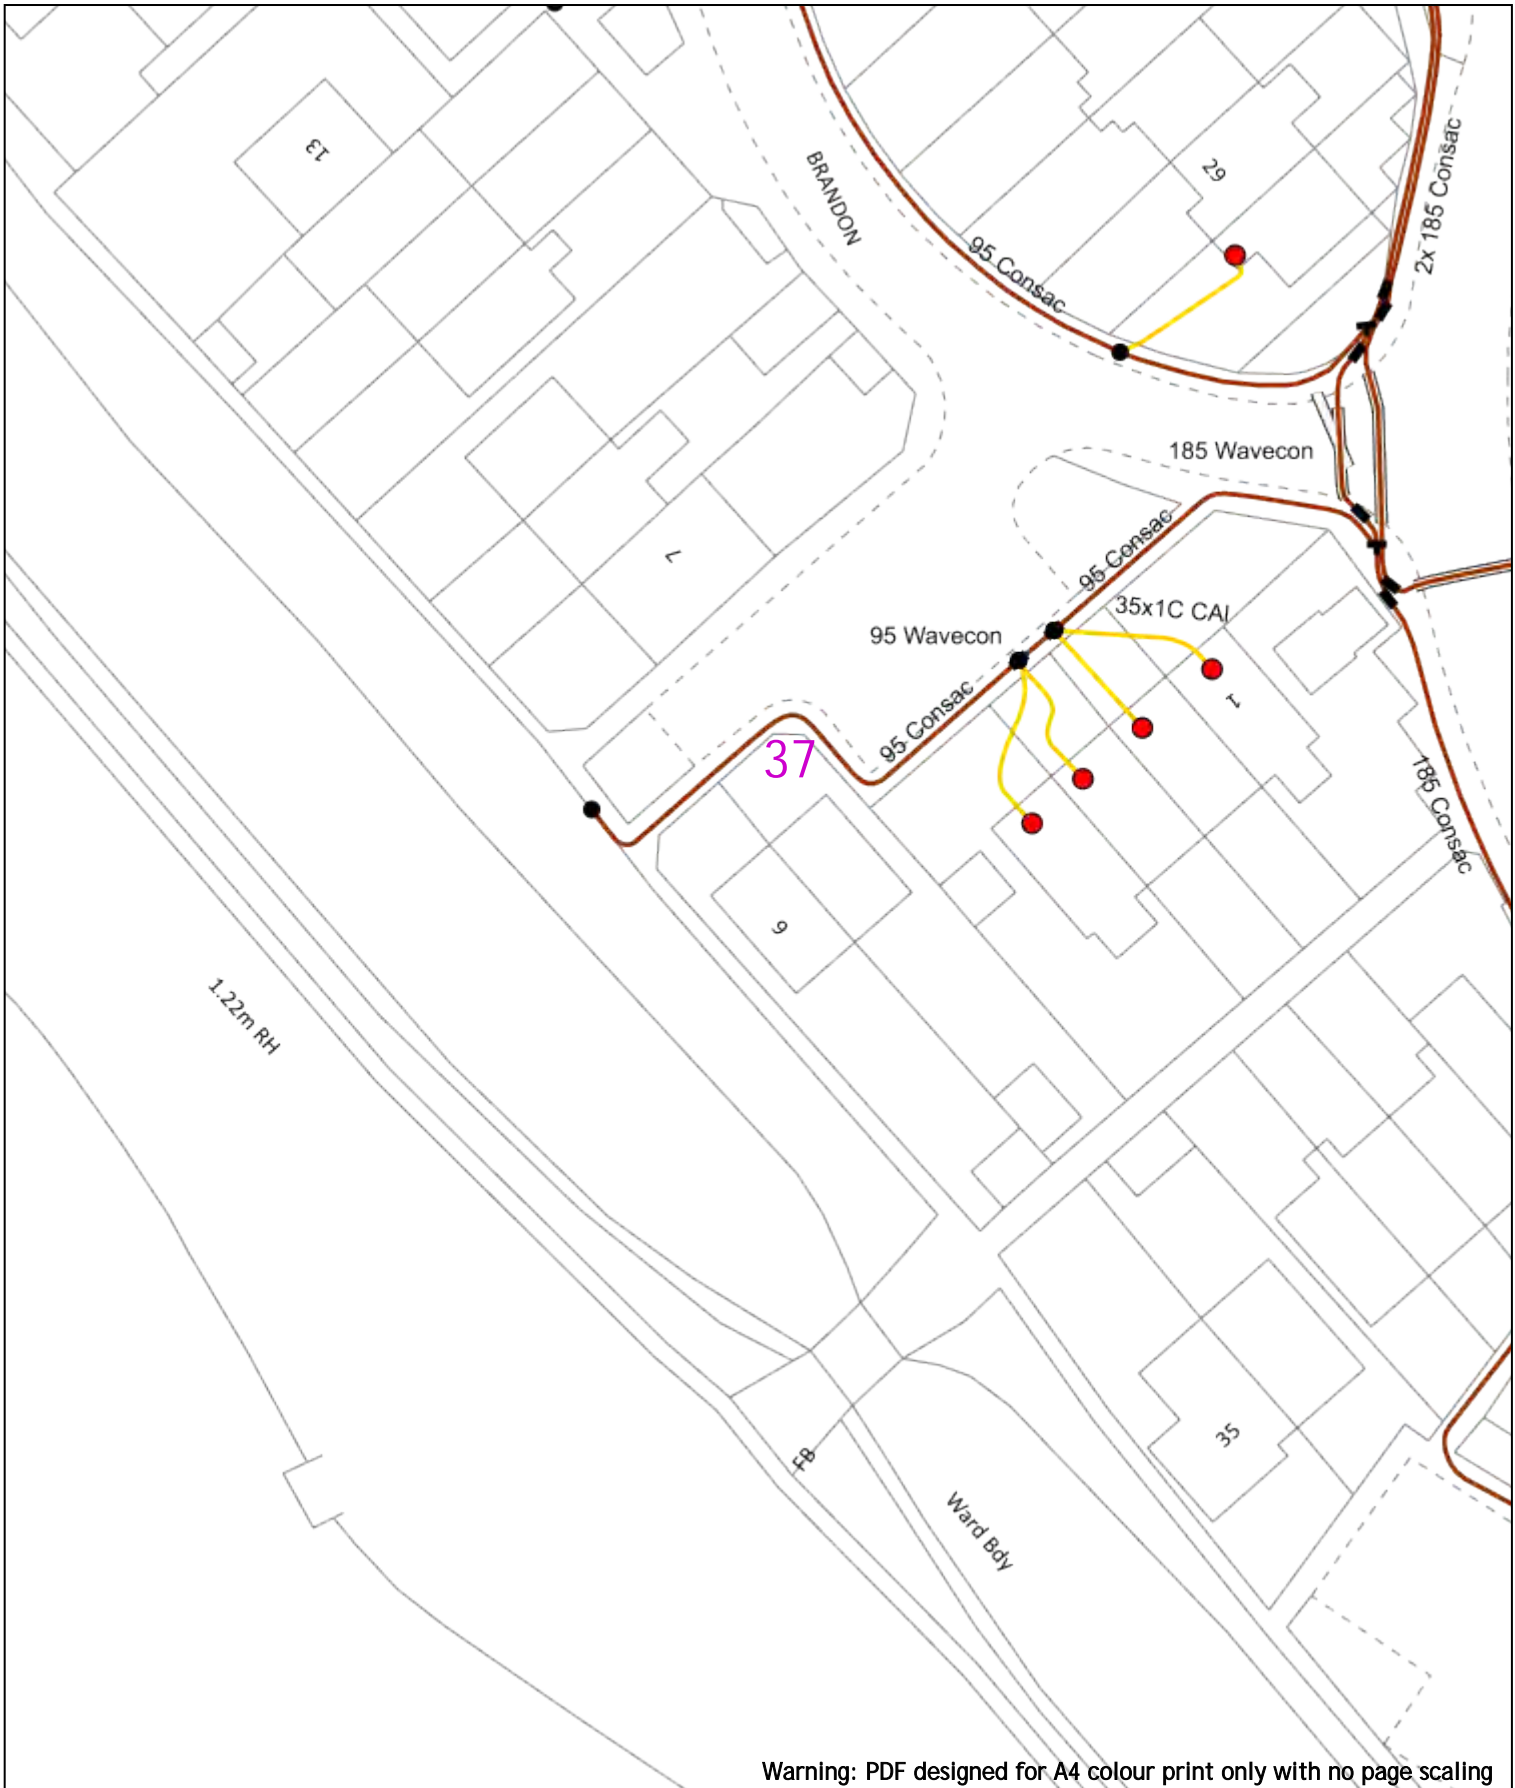 13
BRANDON
29
2x 185 Consac
95 Consac
185 Wavecon
95 Consac
7
35x1C CAI
95 Wavecon
1
95 Consac
37
185 Consac
9
1.22m RH
35
FB
Ward Bdy
Warning: PDF designed for A4 colour print only with no page scaling